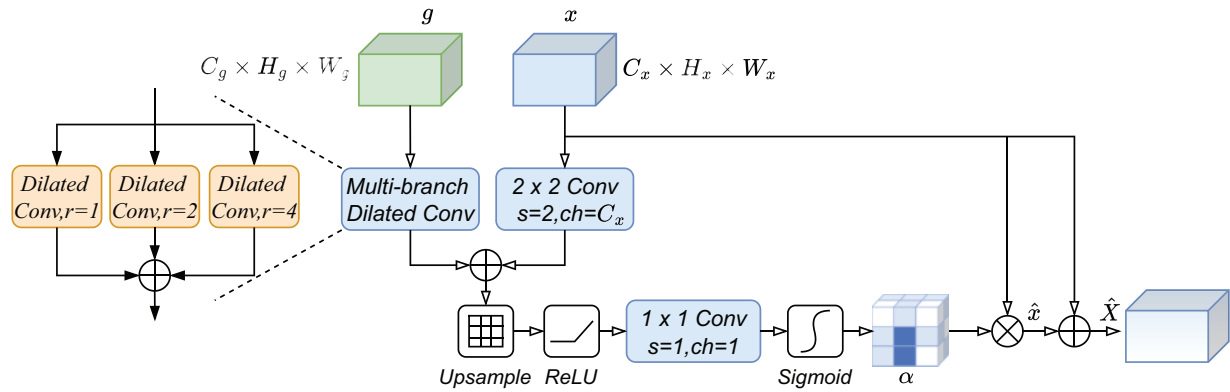 g
x
C_g × H_g × W_g
C_x × H_x × W_x
Dilated
Conv,r=1
Dilated
Conv,r=2
Dilated
Conv,r=4
Multi-branch
Dilated Conv
2 x 2 Conv
s=2,ch=C_x
1 x 1 Conv
s=1,ch=1
x̂
X̂
Upsample
ReLU
Sigmoid
α